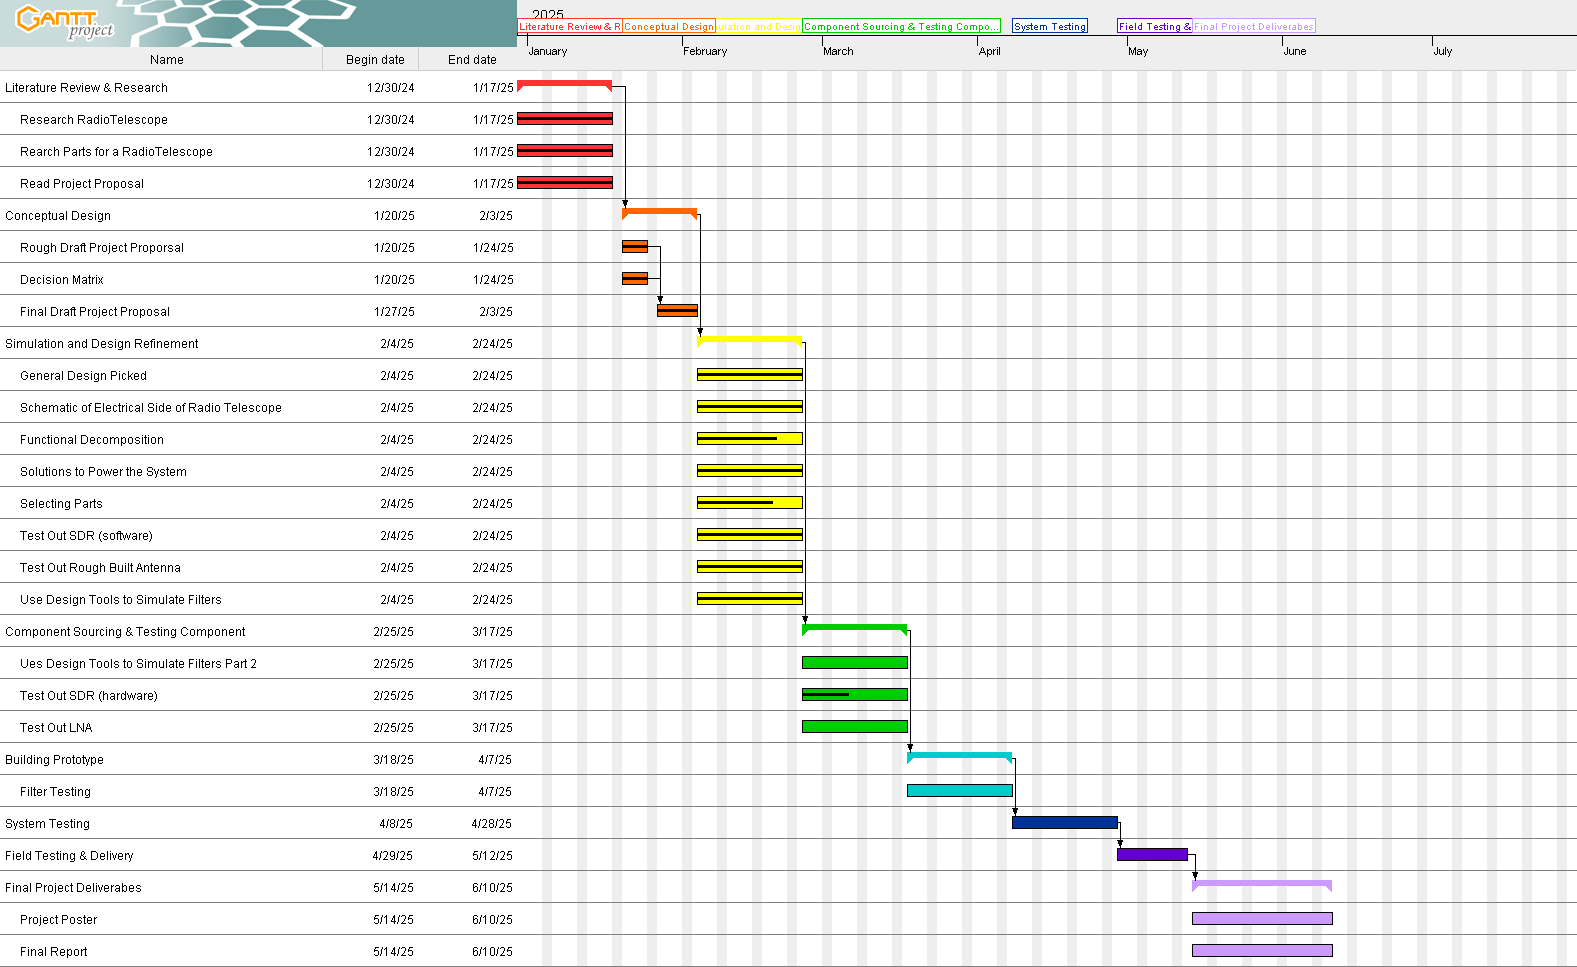 GANTT
project
2025
Literature Review & R
Conceptual Design
ulation and Desig
Component Sourcing & Testing Compo...
System Testing
Field Testing &
Final Project Deliverabes
January February March April May June July
Name Begin date End date
Literature Review & Research 12/30/24 1/17/25
Research RadioTelescope 12/30/24 1/17/25
Rearch Parts for a RadioTelescope 12/30/24 1/17/25
Read Project Proposal 12/30/24 1/17/25
Conceptual Design 1/20/25 2/3/25
Rough Draft Project Proporsal 1/20/25 1/24/25
Decision Matrix 1/20/25 1/24/25
Final Draft Project Proposal 1/27/25 2/3/25
Simulation and Design Refinement 2/4/25 2/24/25
General Design Picked 2/4/25 2/24/25
Schematic of Electrical Side of Radio Telescope 2/4/25 2/24/25
Functional Decomposition 2/4/25 2/24/25
Solutions to Power the System 2/4/25 2/24/25
Selecting Parts 2/4/25 2/24/25
Test Out SDR (software) 2/4/25 2/24/25
Test Out Rough Built Antenna 2/4/25 2/24/25
Use Design Tools to Simulate Filters 2/4/25 2/24/25
Component Sourcing & Testing Component 2/25/25 3/17/25
Ues Design Tools to Simulate Filters Part 2 2/25/25 3/17/25
Test Out SDR (hardware) 2/25/25 3/17/25
Test Out LNA 2/25/25 3/17/25
Building Prototype 3/18/25 4/7/25
Filter Testing 3/18/25 4/7/25
System Testing 4/8/25 4/28/25
Field Testing & Delivery 4/29/25 5/12/25
Final Project Deliverabes 5/14/25 6/10/25
Project Poster 5/14/25 6/10/25
Final Report 5/14/25 6/10/25